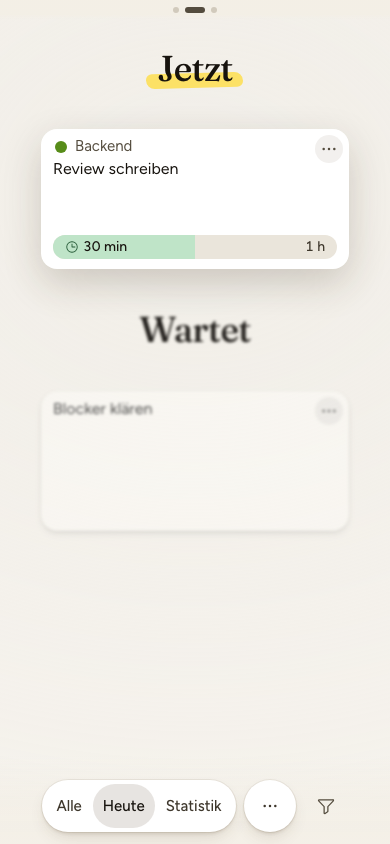 Jetzt
Backend
Review schreiben
30 min
1 h
Wartet
Blocker klären
Alle
Heute
Statistik